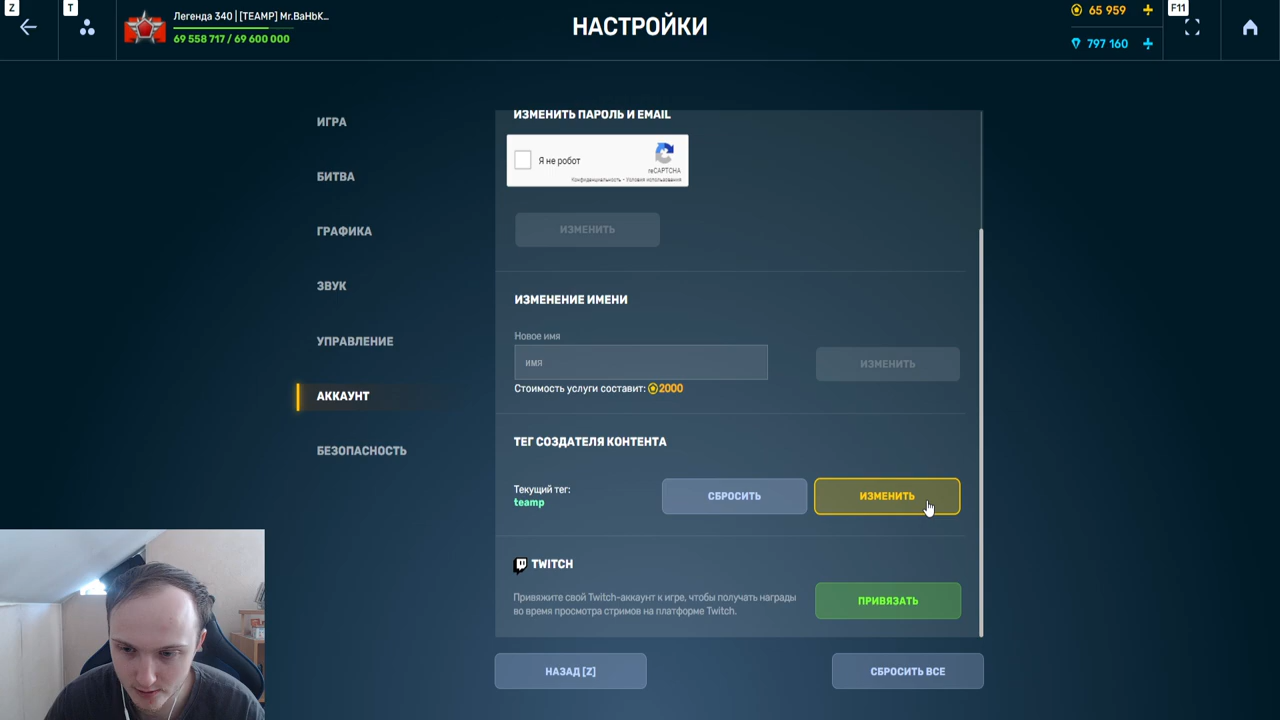 Z
T
Легенда 340 | [TEAMP] Mr.BaHbK...
69 558 717 / 69 600 000
НАСТРОЙКИ
65 959 +
797 160 +
F11
ИГРА
БИТВА
ГРАФИКА
ЗВУК
УПРАВЛЕНИЕ
АККАУНТ
БЕЗОПАСНОСТЬ
ИЗМЕНИТЬ ПАРОЛЬ И EMAIL
Я не робот
reCAPTCHA
Конфиденциальность - Условия использования
ИЗМЕНИТЬ
ИЗМЕНЕНИЕ ИМЕНИ
Новое имя
имя
ИЗМЕНИТЬ
Стоимость услуги составит: 2000
ТЕГ СОЗДАТЕЛЯ КОНТЕНТА
Текущий тег:
teamp
СБРОСИТЬ
ИЗМЕНИТЬ
TWITCH
Привяжите свой Twitch-аккаунт к игре, чтобы получать награды
во время просмотра стримов на платформе Twitch.
ПРИВЯЗАТЬ
НАЗАД [Z]
СБРОСИТЬ ВСЕ